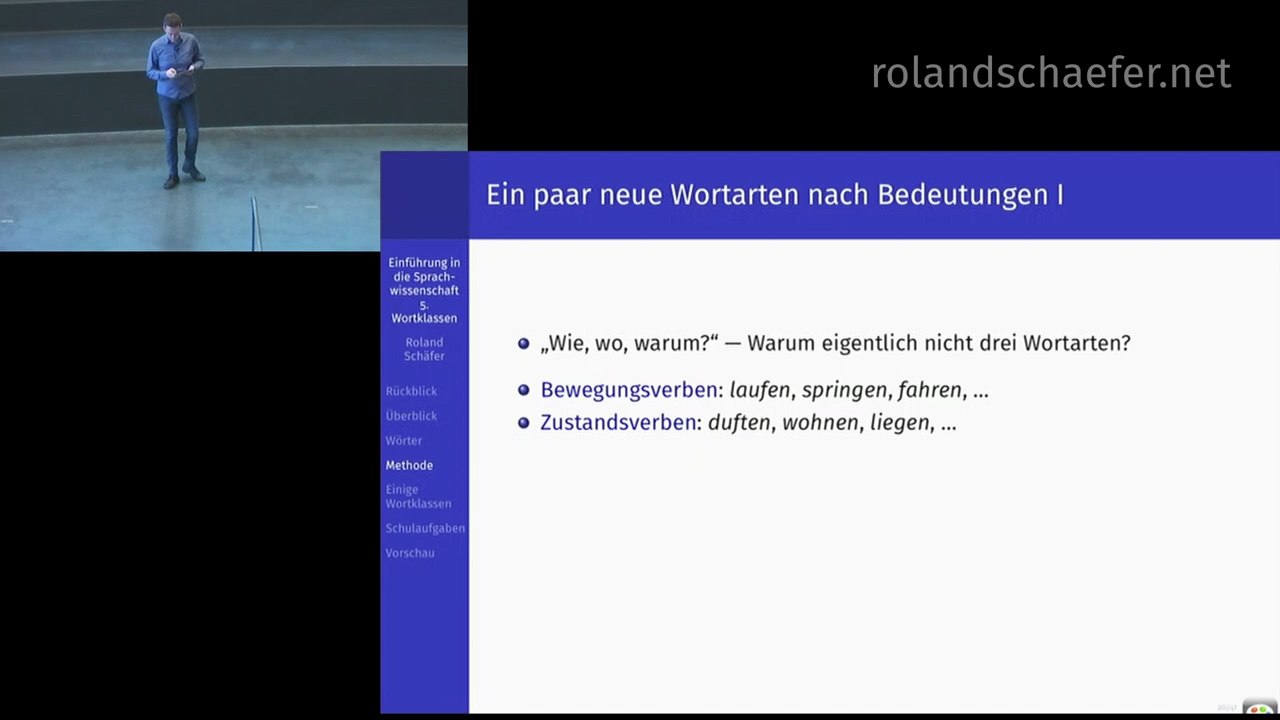 rolandschaefer.net
Ein paar neue Wortarten nach Bedeutungen I
Einführung in
die Sprach-
wissenschaft
5.
Wortklassen
Roland
Schäfer
Rückblick
Überblick
Wörter
Methode
Einige
Wortklassen
Schulaufgaben
Vorschau
„Wie, wo, warum?“ — Warum eigentlich nicht drei Wortarten?
Bewegungsverben: laufen, springen, fahren, ...
Zustandsverben: duften, wohnen, liegen, ...